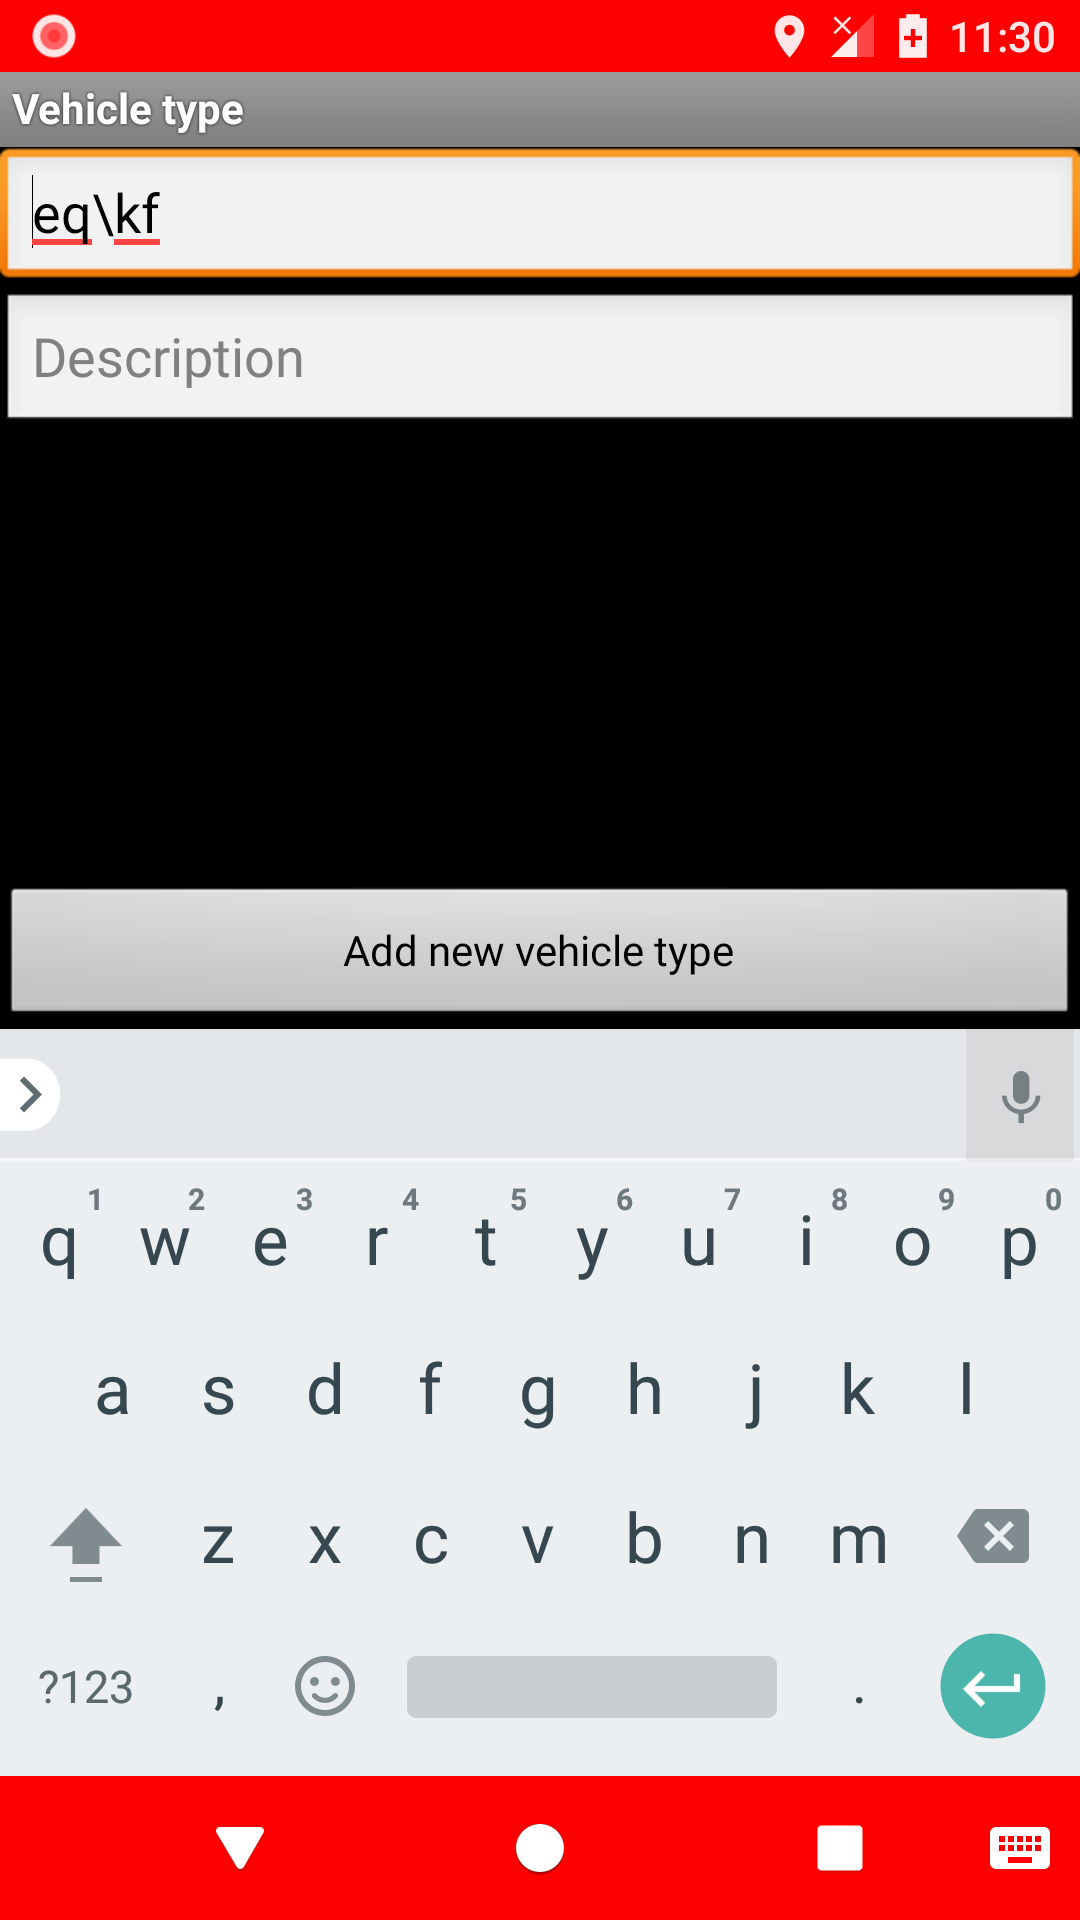 11:30
Vehicle type
eq\kf
Description
Add new vehicle type
1 2 3 4 5 6 7 8 9 0
q w e r t y u i o p
a s d f g h j k l
z x c v b n m
?123 , .